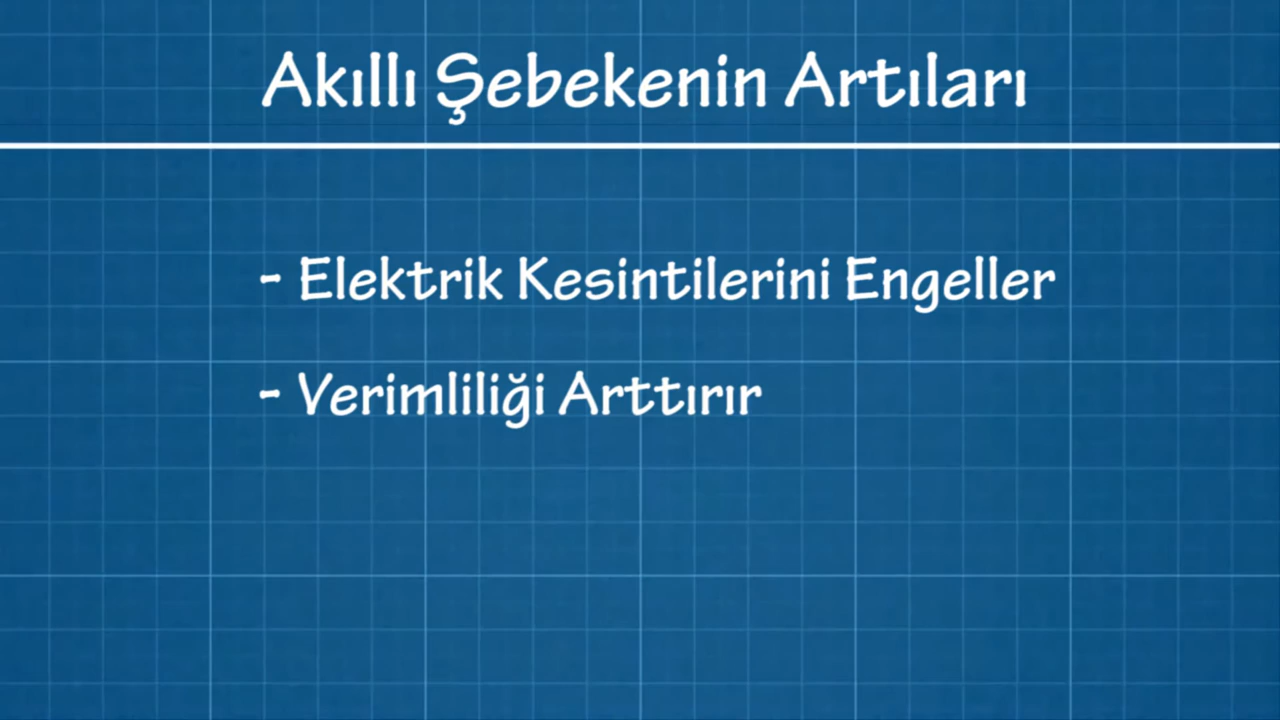 Akıllı Şebekenin Artıları
- Elektrik Kesintilerini Engeller
- Verimliliği Arttırır